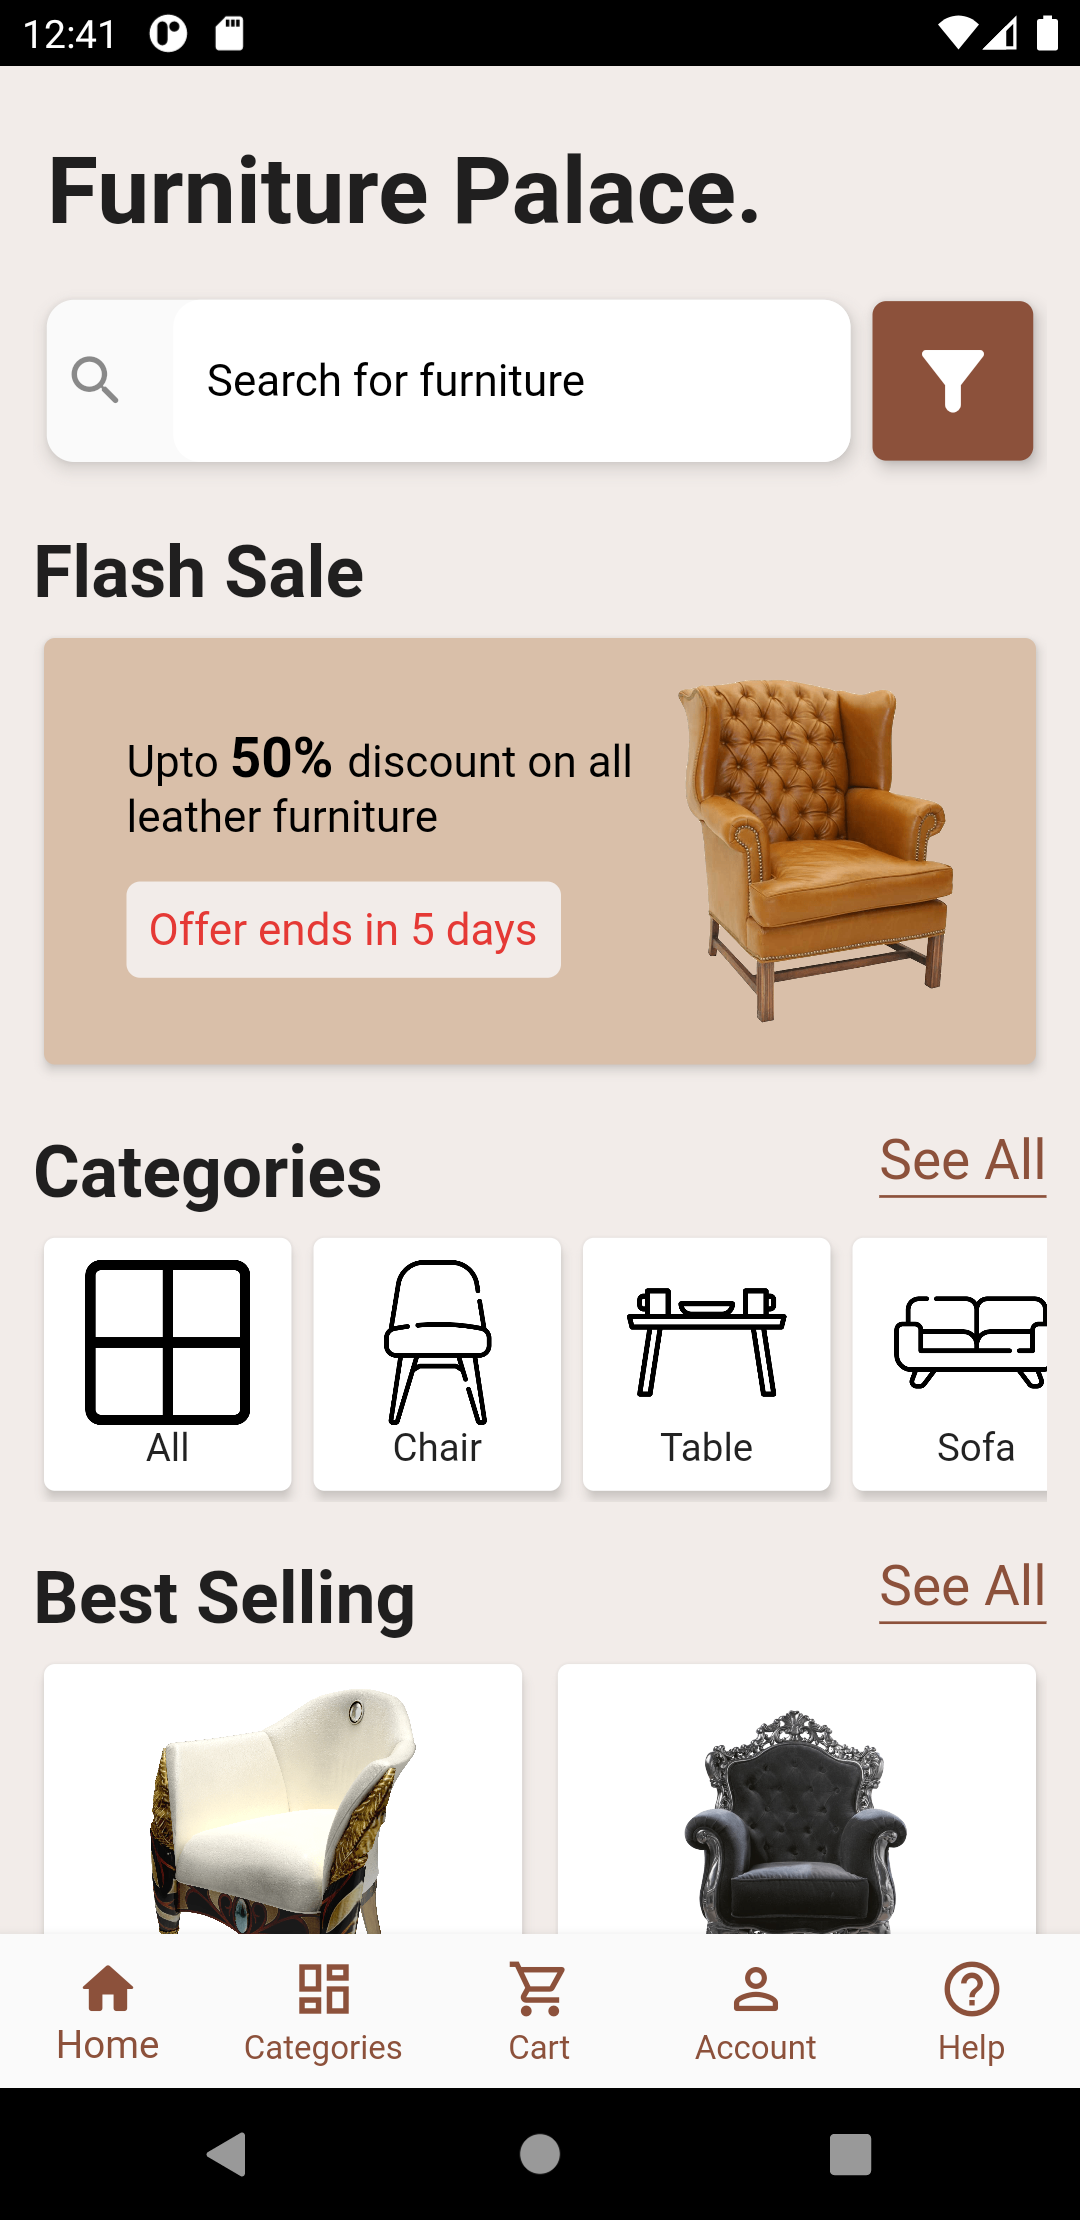 12:41
Furniture Palace.
Search for furniture
Flash Sale
Upto 50% discount on all
leather furniture
Offer ends in 5 days
Categories
See All
All
Chair
Table
Sofa
Best Selling
See All
Home
Categories
Cart
Account
Help